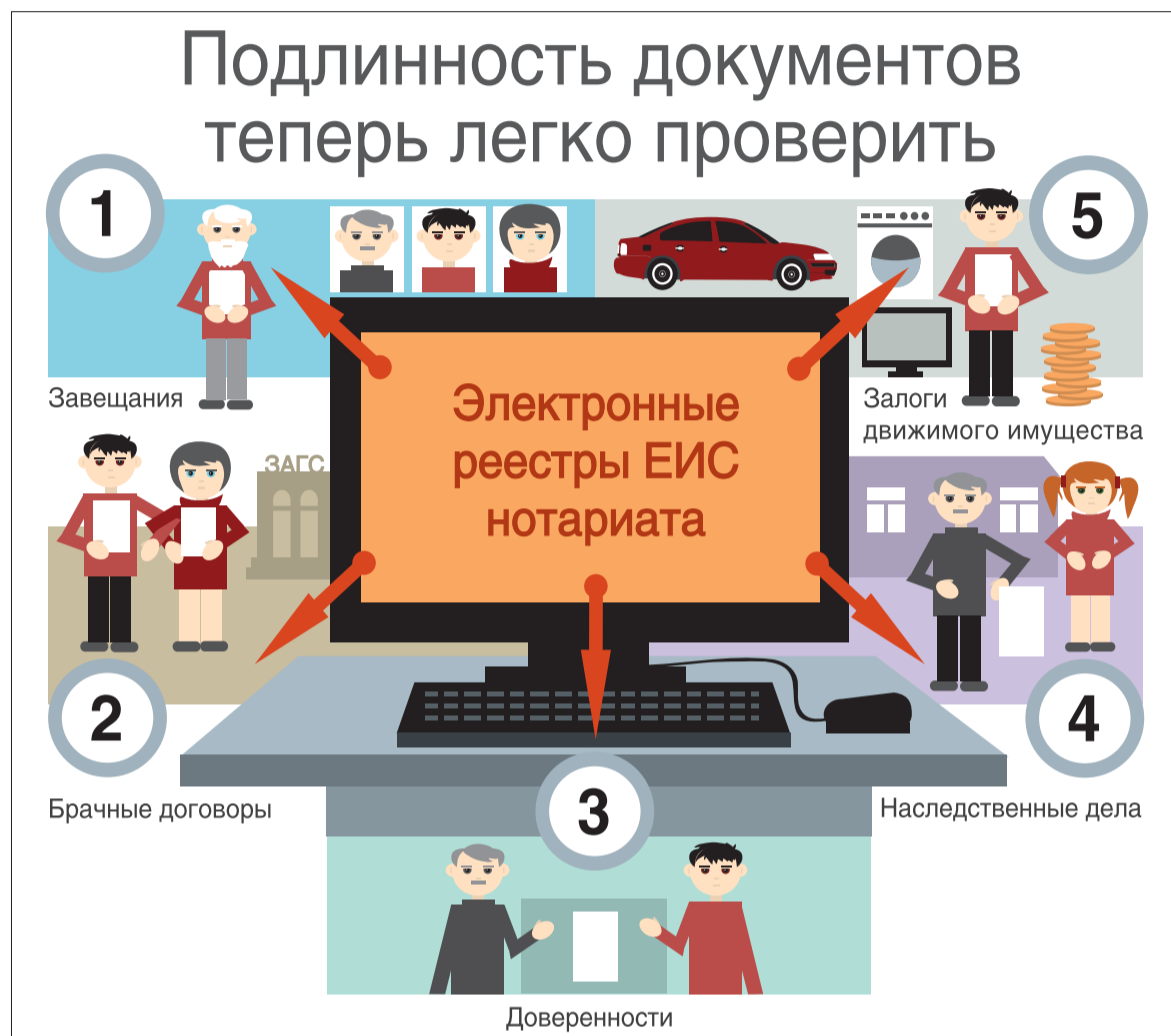 Подлинность документов
теперь легко проверить
1
Завещания
5
Залоги
движимого имущества
Электронные
реестры ЕИС
нотариата
ЗАГС
2
Брачные договоры
4
Наследственные дела
3
Доверенности